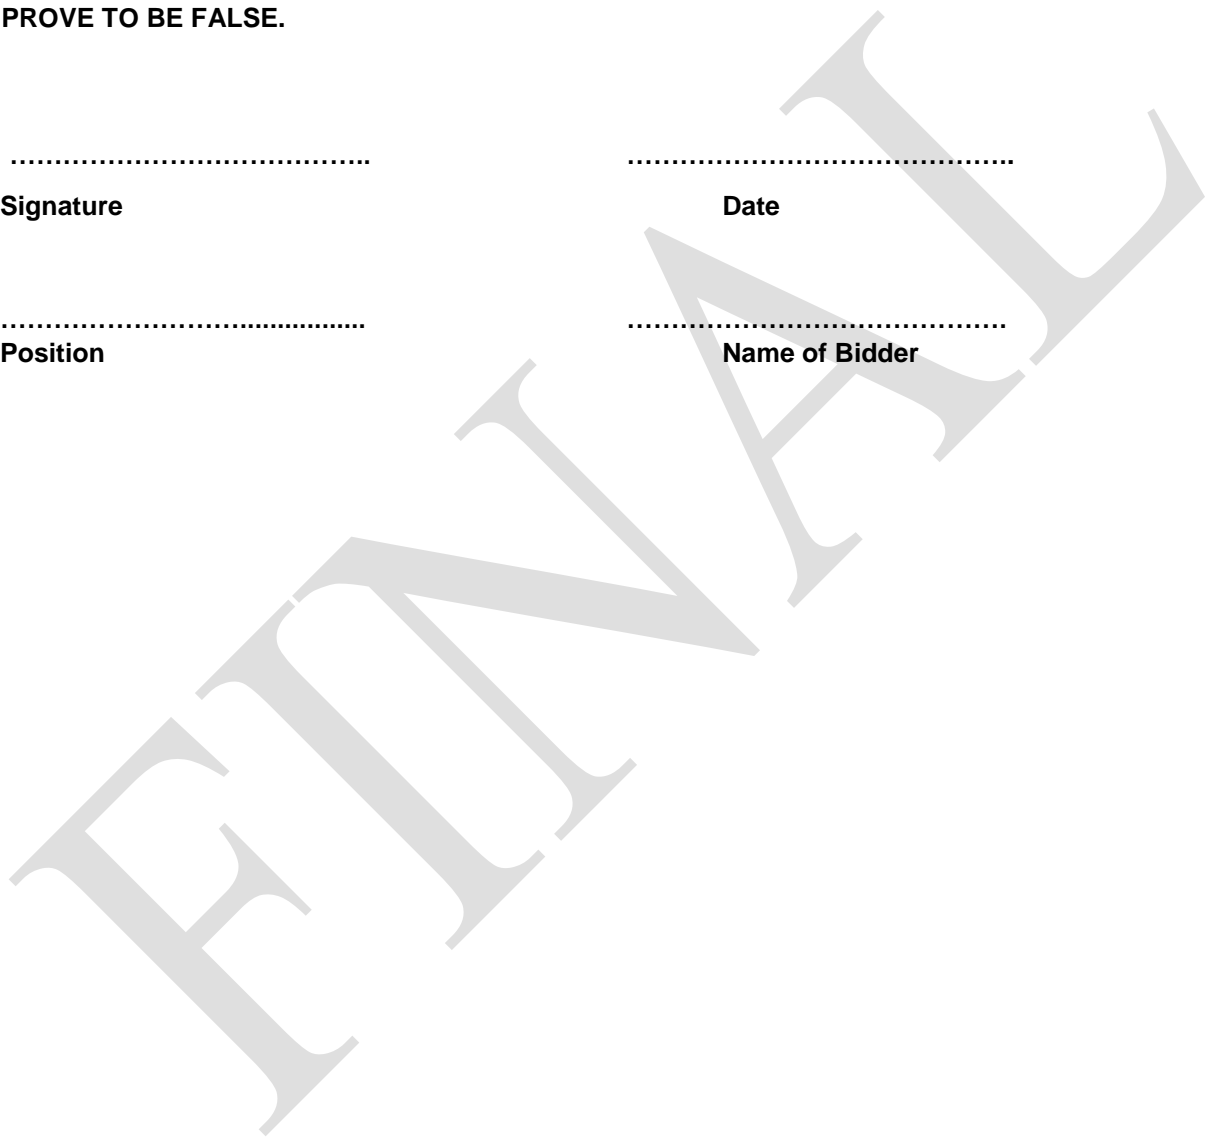 PROVE TO BE FALSE.
…………………………………..                    ……………………………………..
Signature                    Date
………………………................                    …………………………………….
Position                    Name of Bidder
FINAL